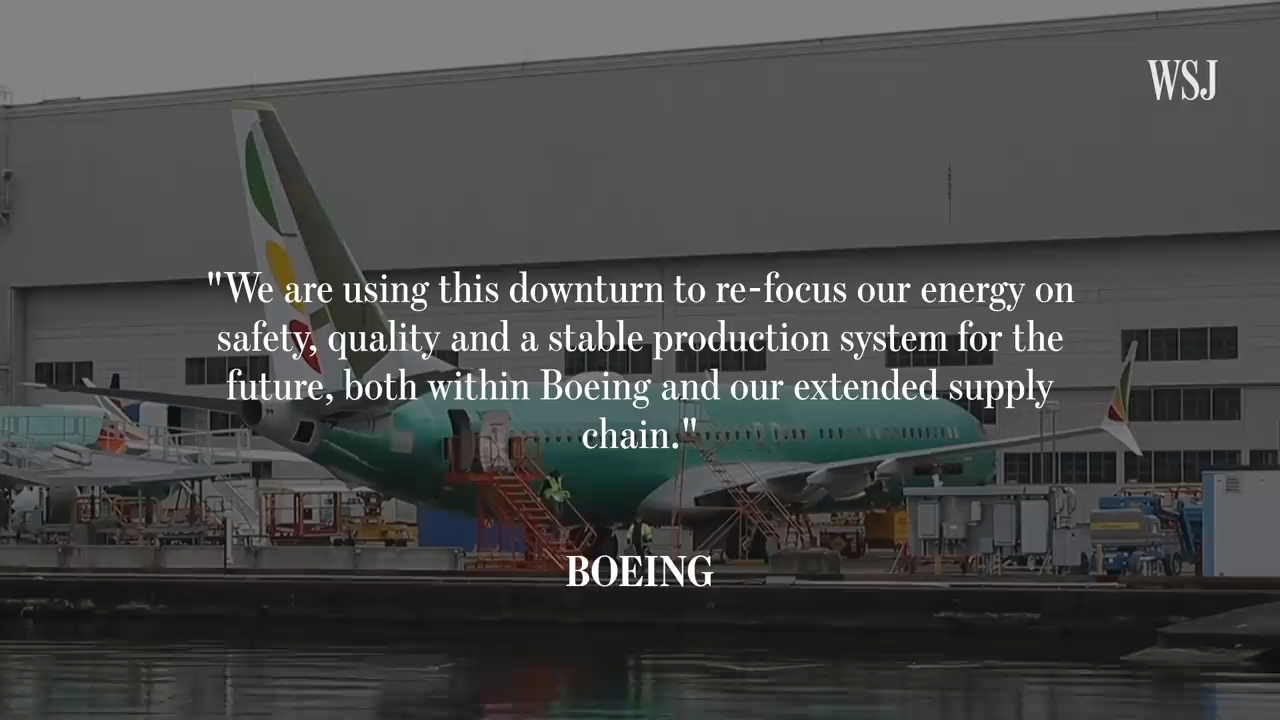 WSJ
"We are using this downturn to re-focus our energy on
safety, quality and a stable production system for the
future, both within Boeing and our extended supply
chain."
BOEING